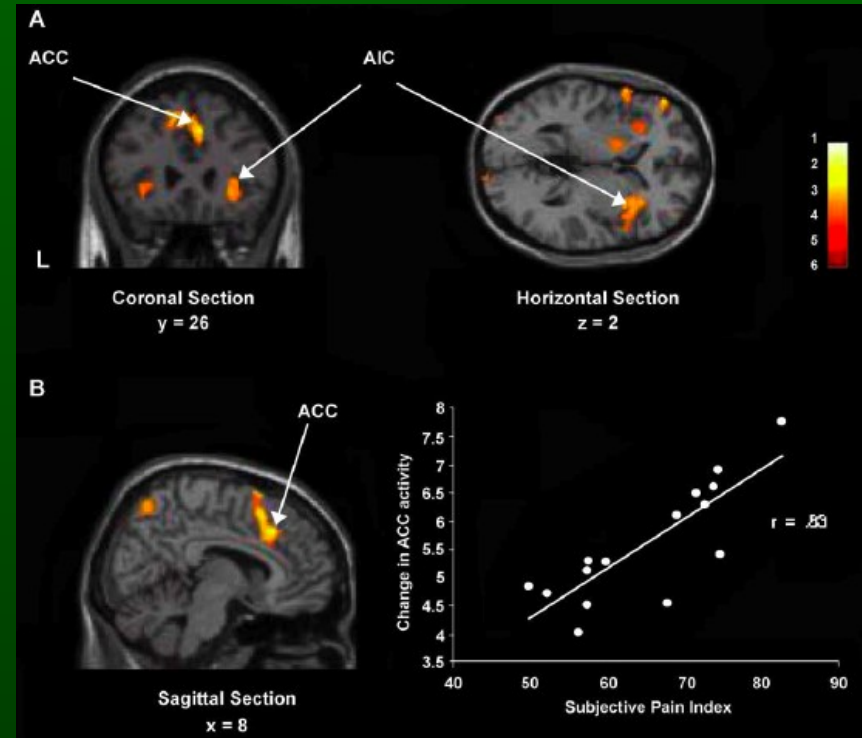 A
ACC
AIC
1
2
3
4
5
6
L
Coronal Section
y = 26
Horizontal Section
z = 2
B
ACC
8
7.5
7
6.5
6
5.5
5
4.5
4
3.5
Change in ACC activity
r =
40 50 60 70 80 90
Subjective Pain Index
Sagittal Section
x = 8